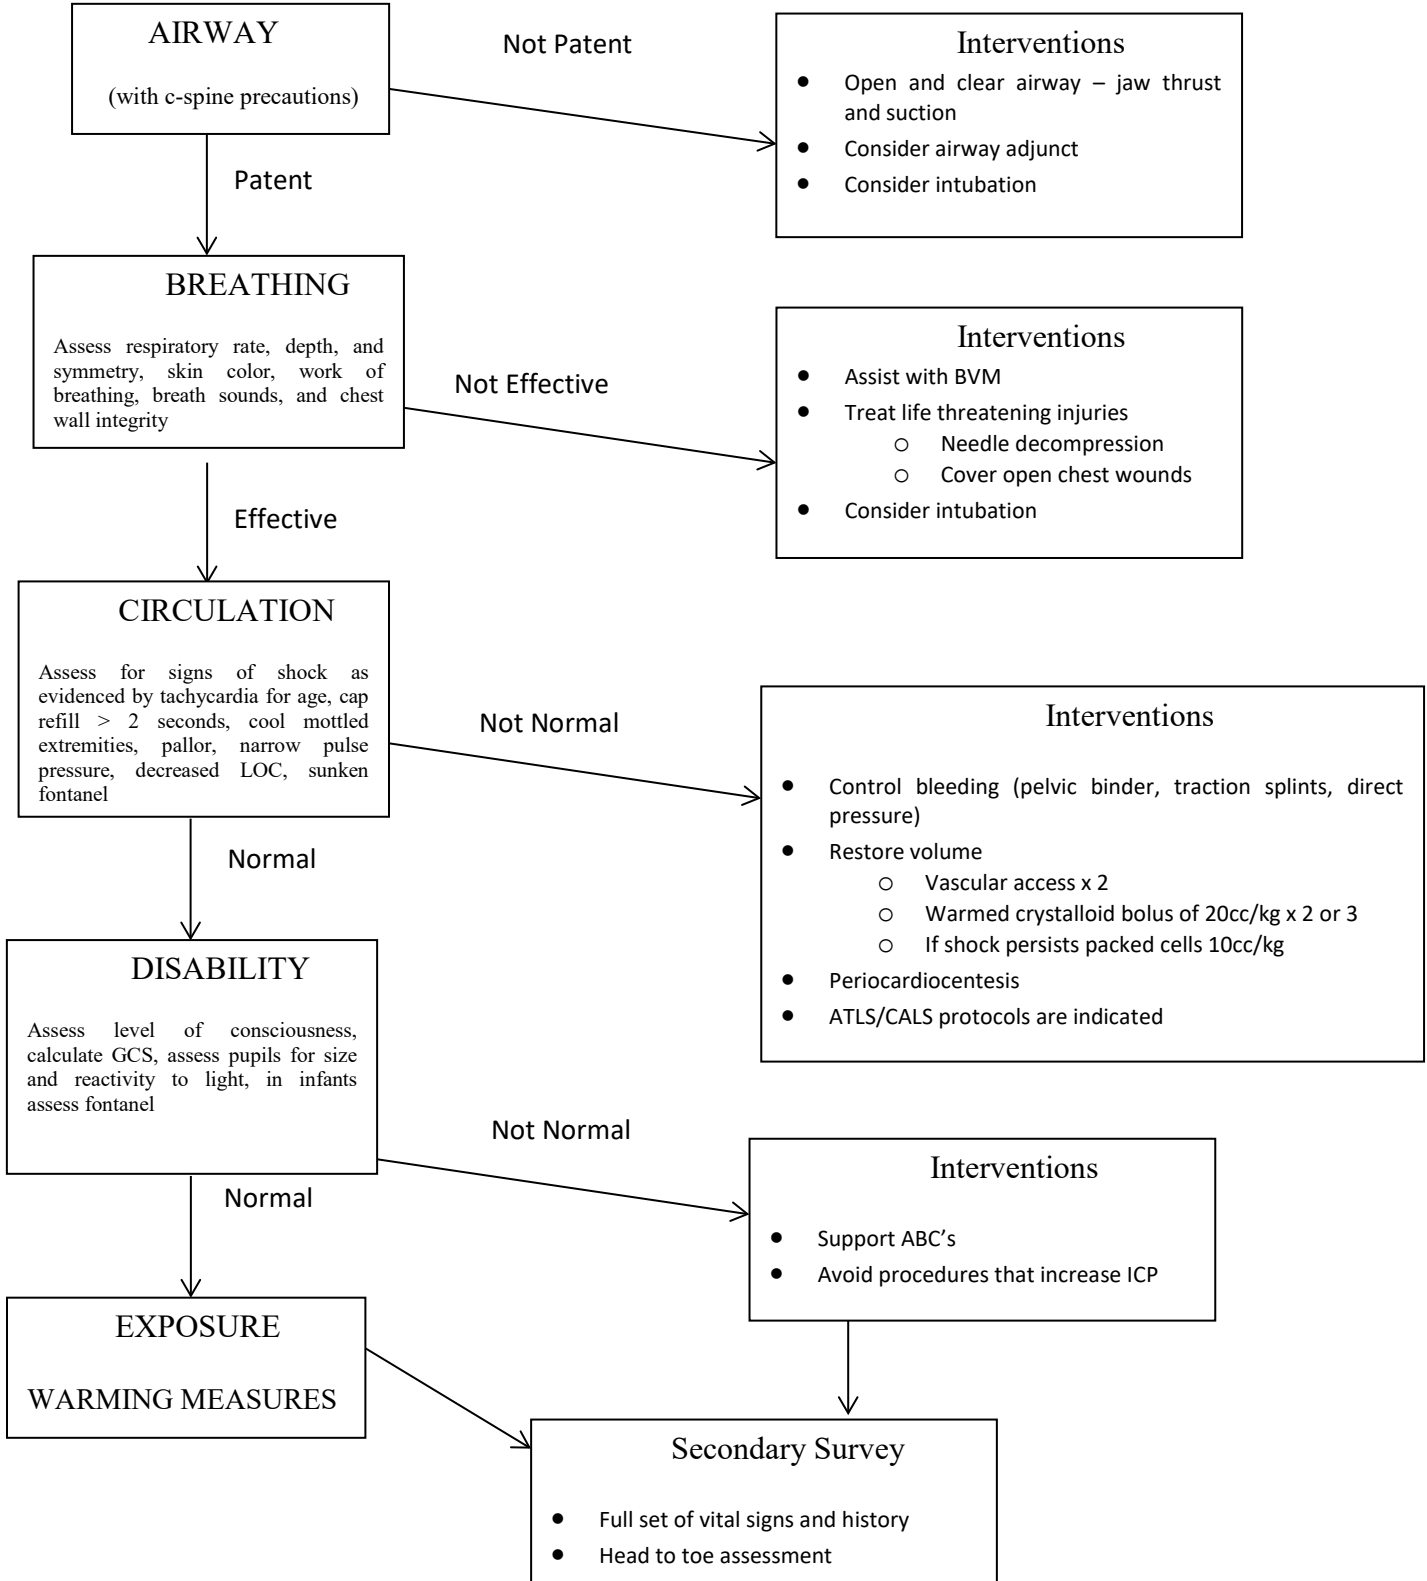 AIRWAY
(with c-spine precautions)
Not Patent
Interventions
• Open and clear airway – jaw thrust
and suction
• Consider airway adjunct
• Consider intubation
Patent
BREATHING
Assess respiratory rate, depth, and
symmetry, skin color, work of
breathing, breath sounds, and chest
wall integrity
Not Effective
Interventions
• Assist with BVM
• Treat life threatening injuries
o Needle decompression
o Cover open chest wounds
• Consider intubation
Effective
CIRCULATION
Assess for signs of shock as
evidenced by tachycardia for age, cap
refill > 2 seconds, cool mottled
extremities, pallor, narrow pulse
pressure, decreased LOC, sunken
fontanel
Not Normal
Interventions
• Control bleeding (pelvic binder, traction splints, direct
pressure)
• Restore volume
o Vascular access x 2
o Warmed crystalloid bolus of 20cc/kg x 2 or 3
o If shock persists packed cells 10cc/kg
• Periocardiocentesis
• ATLS/CALS protocols are indicated
Normal
DISABILITY
Assess level of consciousness,
calculate GCS, assess pupils for size
and reactivity to light, in infants
assess fontanel
Not Normal
Interventions
• Support ABC’s
• Avoid procedures that increase ICP
Normal
EXPOSURE
WARMING MEASURES
Secondary Survey
• Full set of vital signs and history
• Head to toe assessment